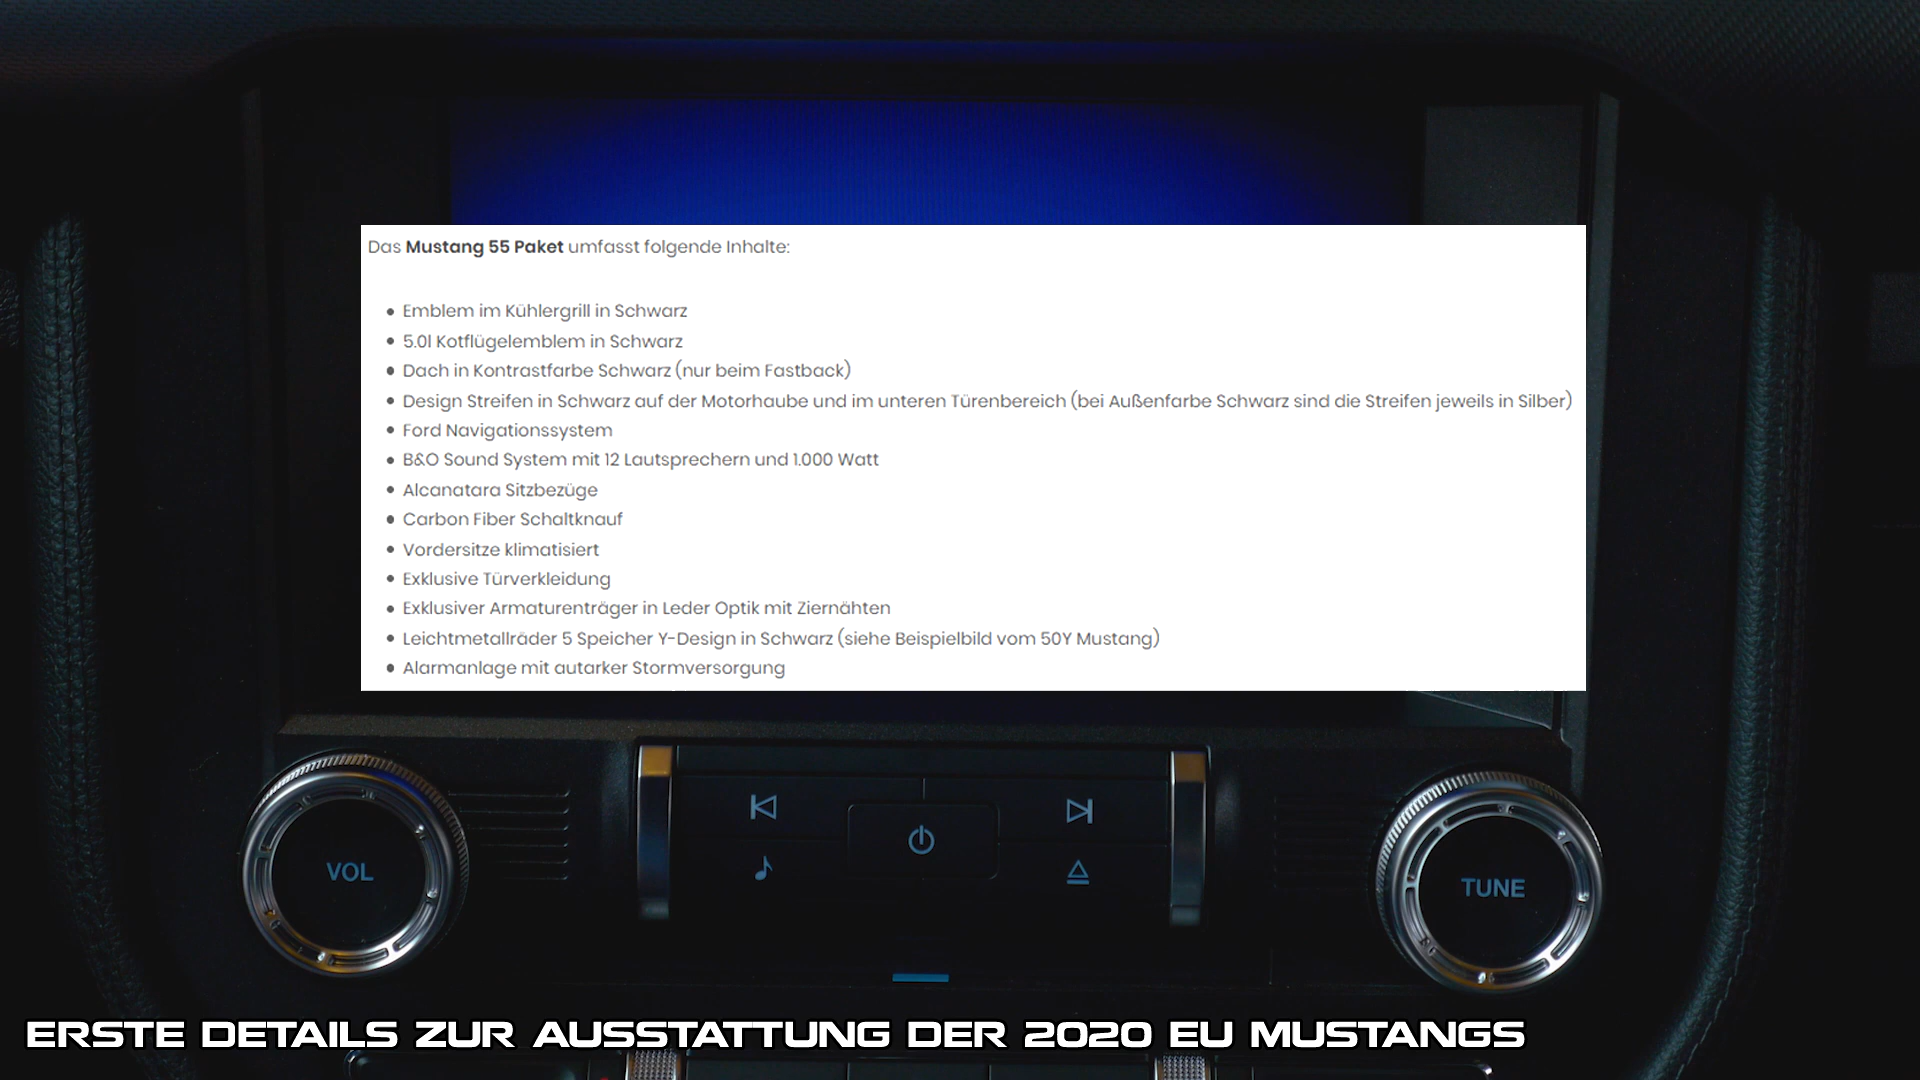 Das Mustang 55 Paket umfasst folgende Inhalte:
• Emblem im Kühlergrill in Schwarz
• 5.0l Kotflügelemblem in Schwarz
• Dach in Kontrastfarbe Schwarz (nur beim Fastback)
• Design Streifen in Schwarz auf der Motorhaube und im unteren Türenbereich (bei Außenfarbe Schwarz sind die Streifen jeweils in Silber)
• Ford Navigationssystem
• B&O Sound System mit 12 Lautsprechern und 1.000 Watt
• Alcanatara Sitzbezüge
• Carbon Fiber Schaltknauf
• Vordersitze klimatisiert
• Exklusive Türverkleidung
• Exklusiver Armaturenträger in Leder Optik mit Ziernähten
• Leichtmetallräder 5 Speicher Y-Design in Schwarz (siehe Beispielbild vom 50Y Mustang)
• Alarmanlage mit autarker Stormversorgung
VOL
TUNE
ERSTE DETAILS ZUR AUSSTATTUNG DER 2020 EU MUSTANGS